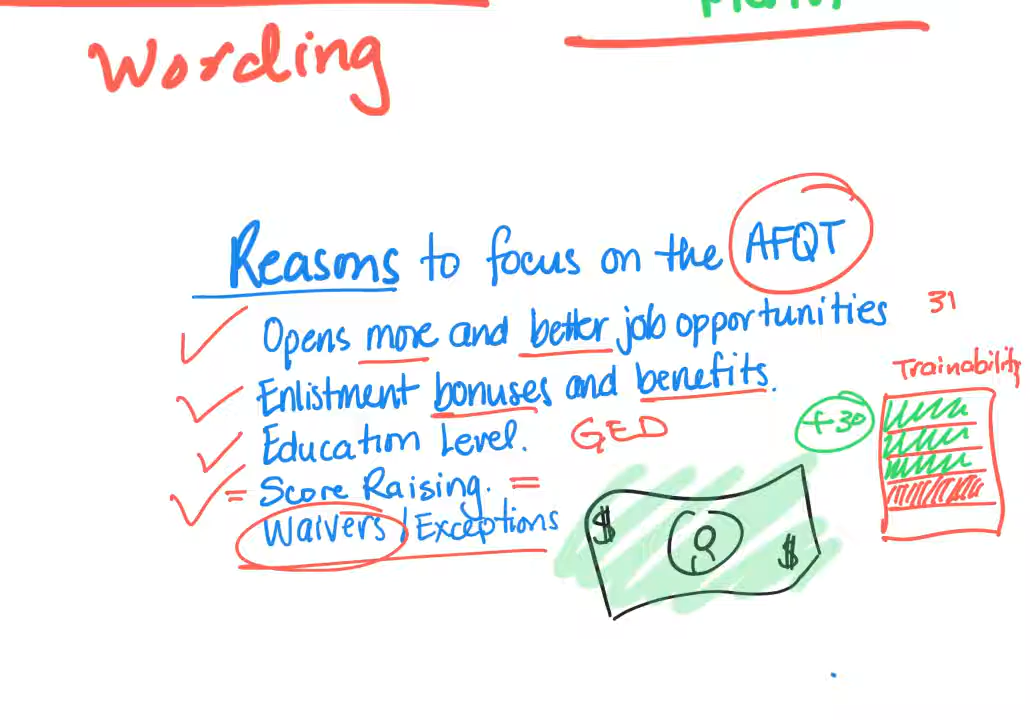 Wording
Reasons to focus on the AFQT
Opens more and better job opportunities 31
Enlistment bonuses and benefits.
Trainability
Education Level. GED
+30
= Score Raising. =
Waivers / Exceptions
$ $